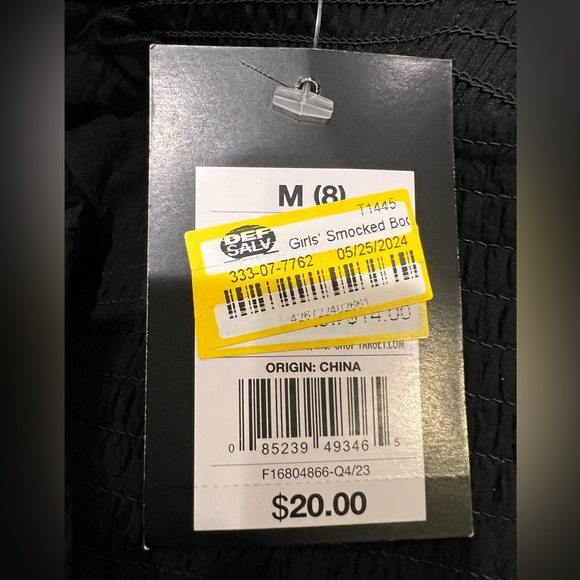 M (8)
T1445
DEF SALV
Girls' Smocked Bod
333-07-7762 05/25/2024
$14.00
TARGET.COM
ORIGIN: CHINA
0 85239 49346 5
F16804866-Q4/23
$20.00